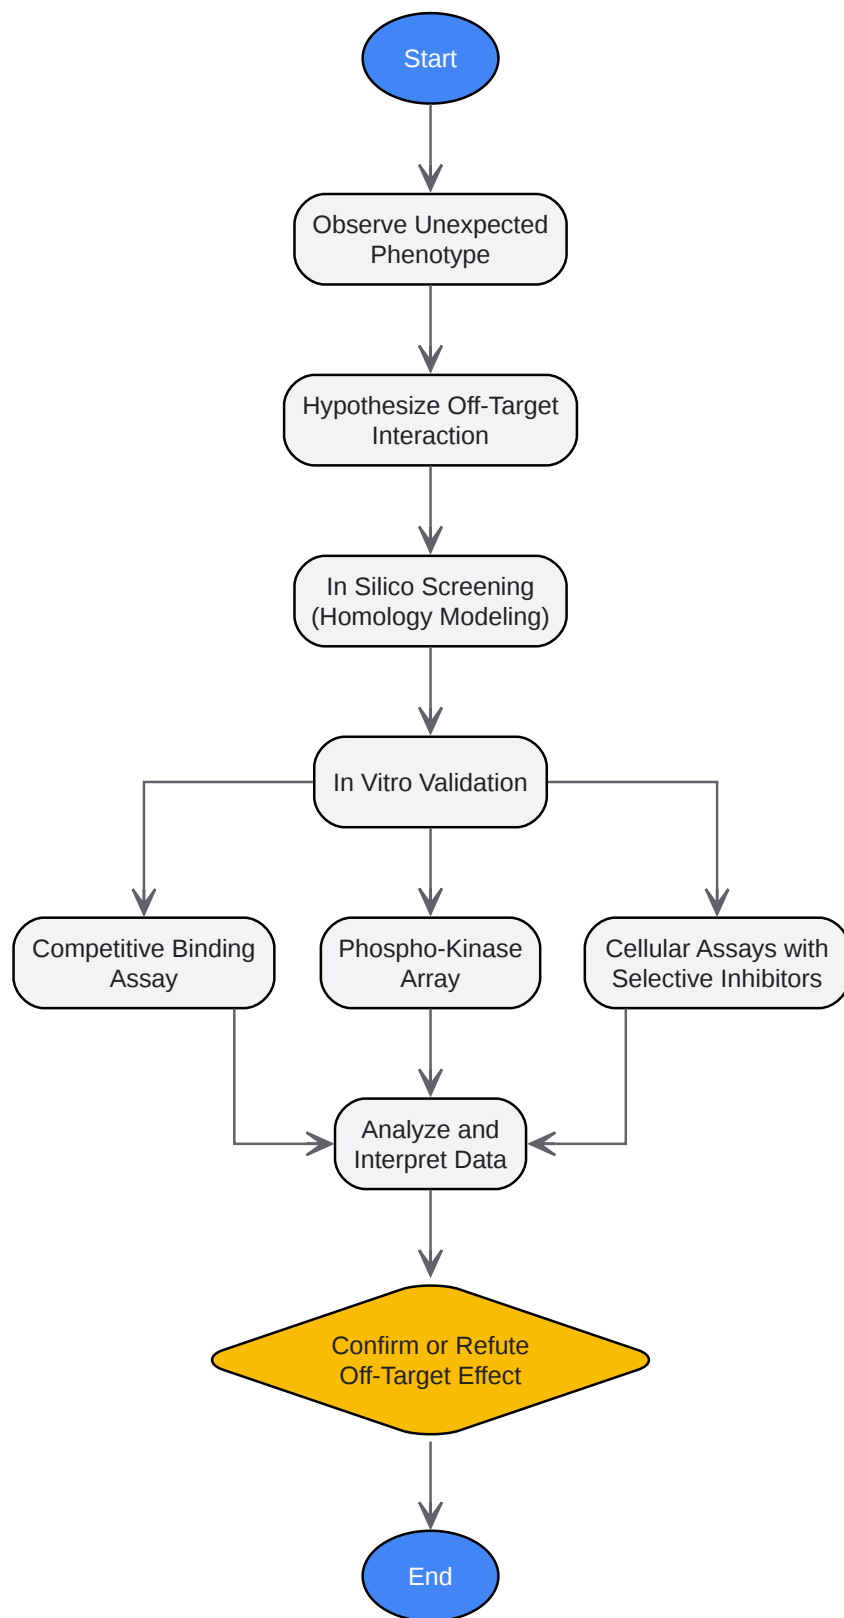 Start
Observe Unexpected
Phenotype
Hypothesize Off-Target
Interaction
In Silico Screening
(Homology Modeling)
In Vitro Validation
Competitive Binding
Assay
Phospho-Kinase
Array
Cellular Assays with
Selective Inhibitors
Analyze and
Interpret Data
Confirm or Refute
Off-Target Effect
End